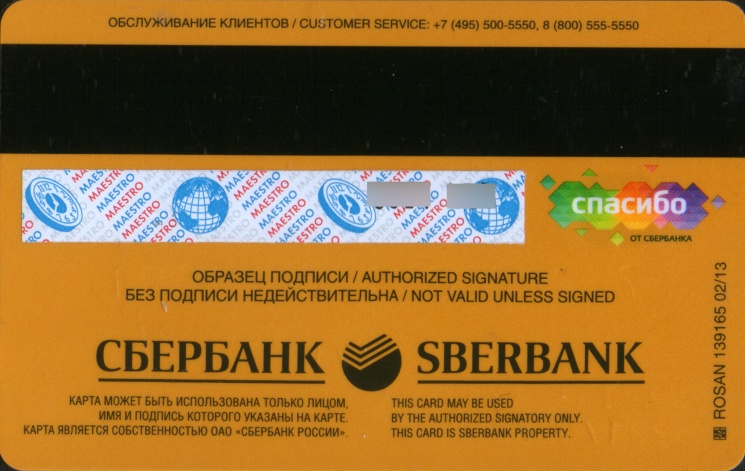 ОБСЛУЖИВАНИЕ КЛИЕНТОВ / CUSTOMER SERVICE: +7 (495) 500-5550, 8 (800) 555-5550
MAESTRO MAESTRO MAESTRO MAESTRO
спасибо
ОТ СБЕРБАНКА
ОБРАЗЕЦ ПОДПИСИ / AUTHORIZED SIGNATURE
БЕЗ ПОДПИСИ НЕДЕЙСТВИТЕЛЬНА / NOT VALID UNLESS SIGNED
СБЕРБАНК SBERBANK
КАРТА МОЖЕТ БЫТЬ ИСПОЛЬЗОВАНА ТОЛЬКО ЛИЦОМ,
ИМЯ И ПОДПИСЬ КОТОРОГО УКАЗАНЫ НА КАРТЕ.
КАРТА ЯВЛЯЕТСЯ СОБСТВЕННОСТЬЮ ОАО «СБЕРБАНК РОССИИ».
THIS CARD MAY BE USED
BY THE AUTHORIZED SIGNATORY ONLY.
THIS CARD IS SBERBANK PROPERTY.
ROSAN 139165 02/13